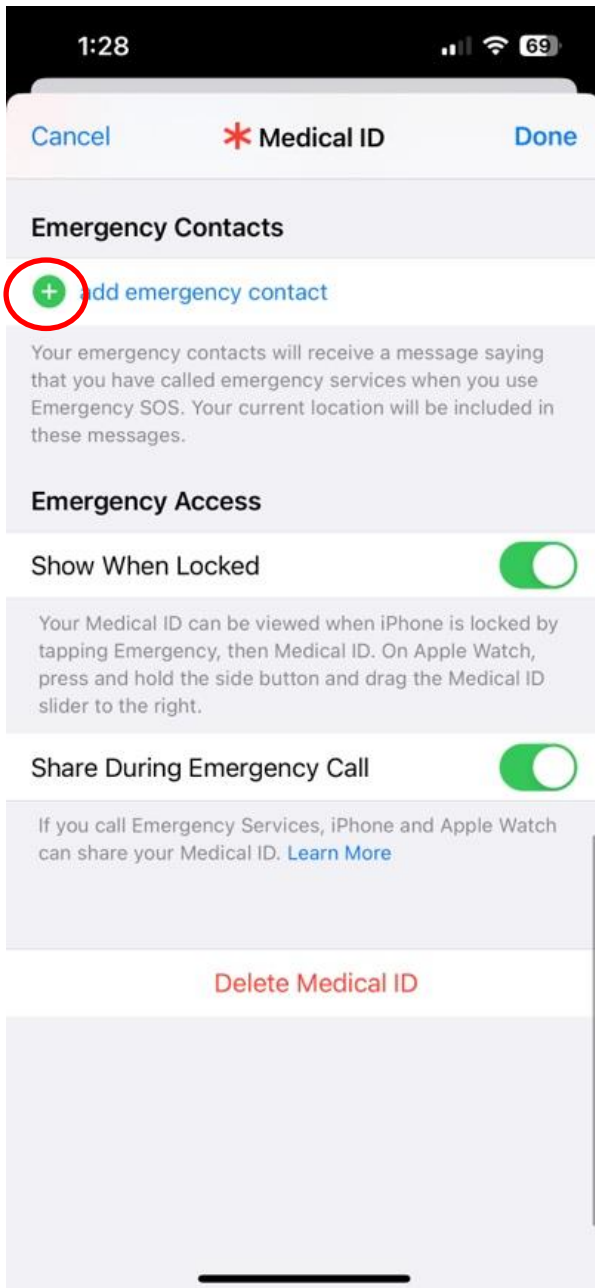 1:28 69
Cancel Medical ID Done
Emergency Contacts
add emergency contact
Your emergency contacts will receive a message saying
that you have called emergency services when you use
Emergency SOS. Your current location will be included in
these messages.
Emergency Access
Show When Locked
Your Medical ID can be viewed when iPhone is locked by
tapping Emergency, then Medical ID. On Apple Watch,
press and hold the side button and drag the Medical ID
slider to the right.
Share During Emergency Call
If you call Emergency Services, iPhone and Apple Watch
can share your Medical ID. Learn More
Delete Medical ID